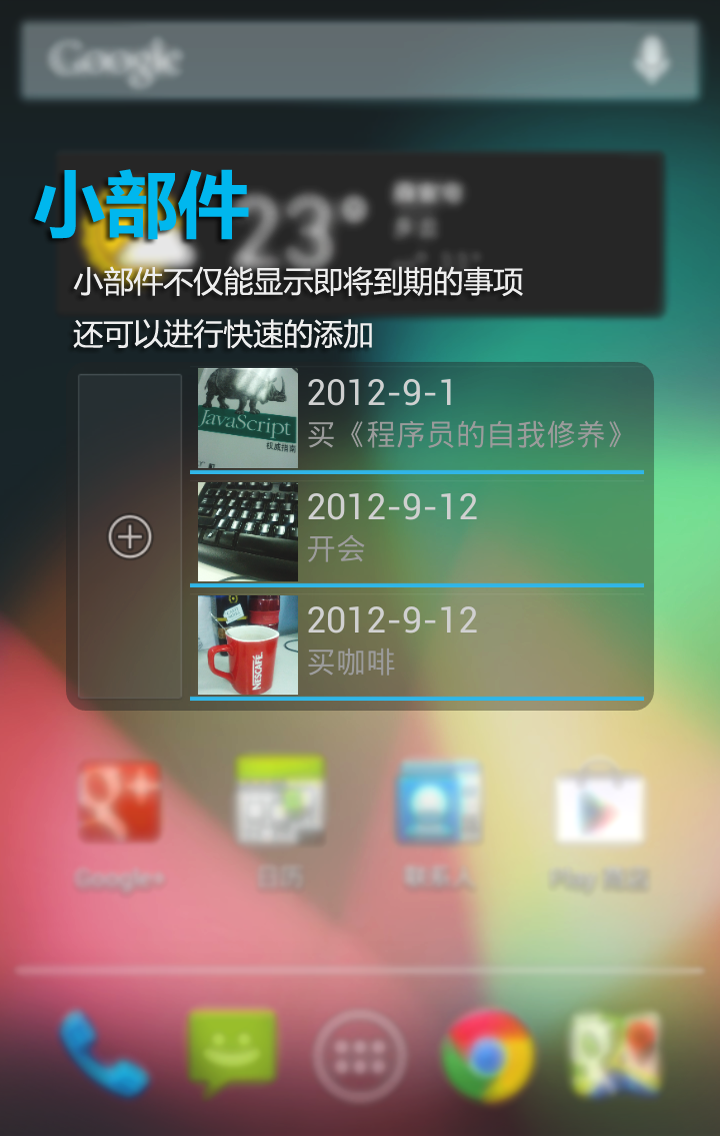 Google
小部件
23°
小部件不仅能显示即将到期的事项
还可以进行快速的添加
JavaScript
权威指南
2012-9-1
买《程序员的自我修养》
2012-9-12
开会
NESCAFÉ
2012-9-12
买咖啡
Google+
日历
联系人
Play 商店